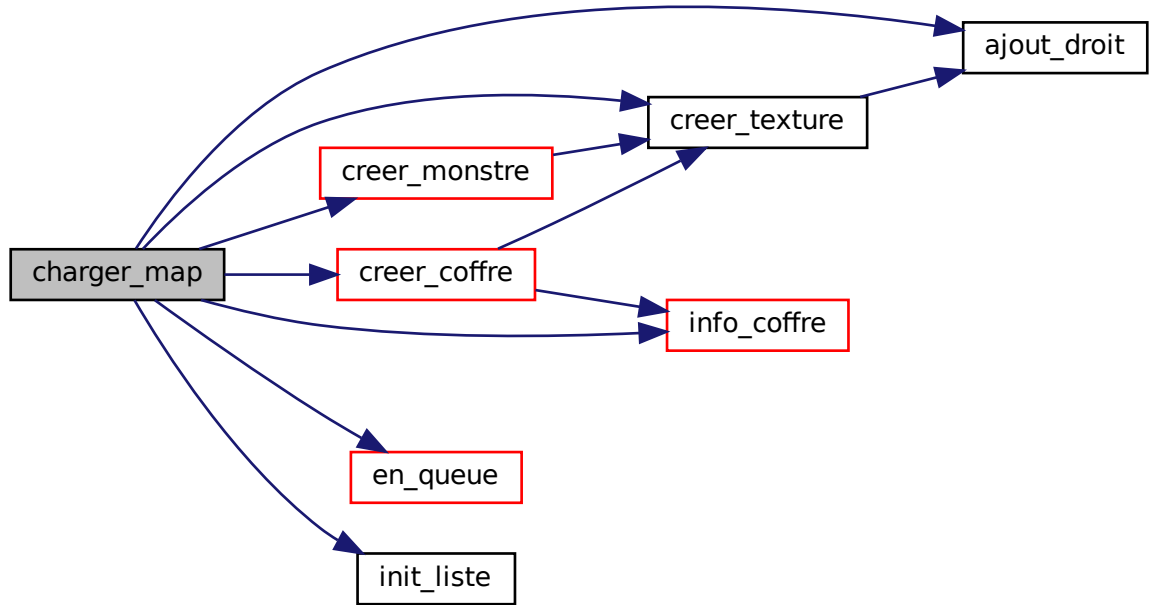 ajout_droit
creer_texture
creer_monstre
charger_map
creer_coffre
info_coffre
en_queue
init_liste